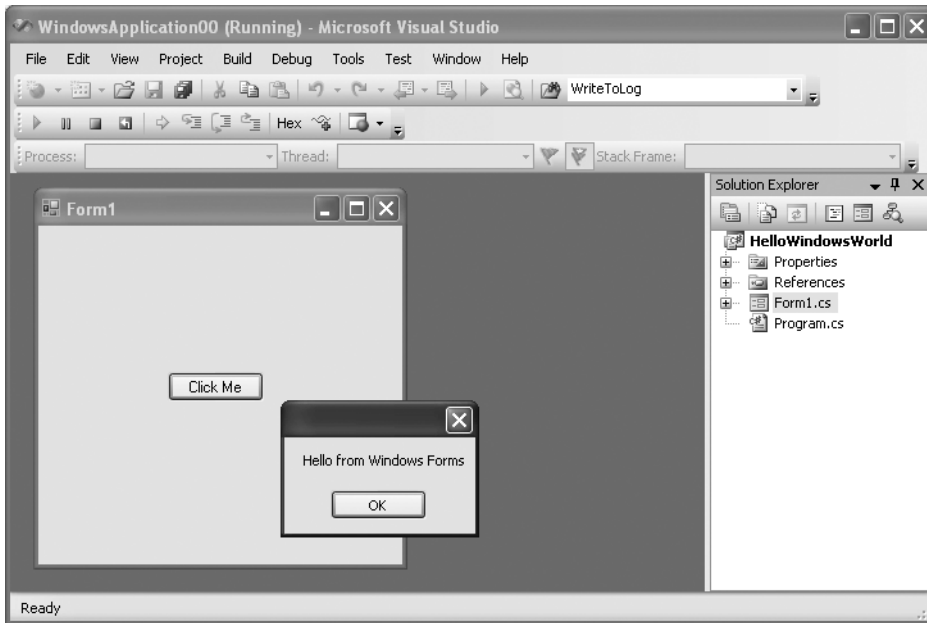 WindowsApplication00 (Running) - Microsoft Visual Studio
File Edit View Project Build Debug Tools Test Window Help
WriteToLog
Hex
Process: Thread: Stack Frame:
Solution Explorer
Form1
HelloWindowsWorld
Properties
References
Form1.cs
Program.cs
Click Me
Hello from Windows Forms
OK
Ready